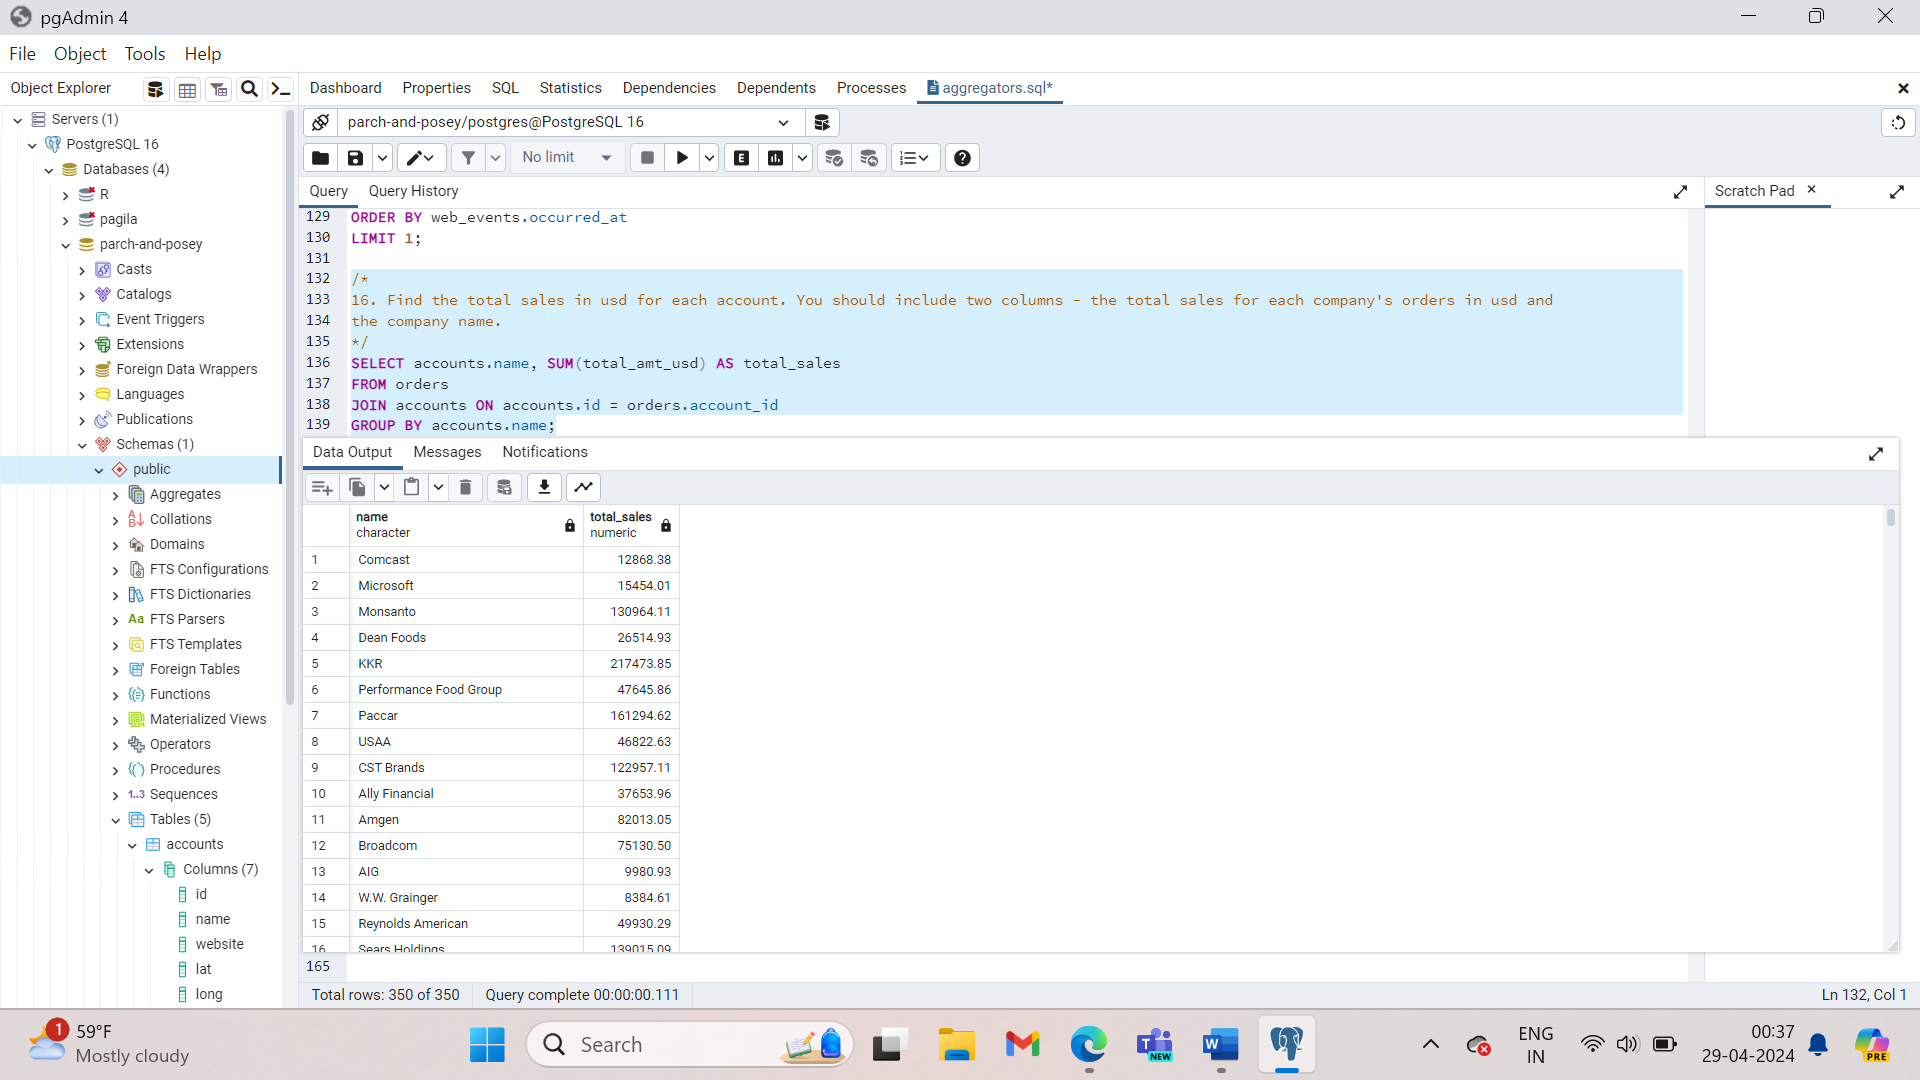 pgAdmin 4
File Object Tools Help
Object Explorer
Dashboard Properties SQL Statistics Dependencies Dependents Processes aggregators.sql*
Servers (1)
PostgreSQL 16
Databases (4)
R
pagila
parch-and-posey
Casts
Catalogs
Event Triggers
Extensions
Foreign Data Wrappers
Languages
Publications
Schemas (1)
public
Aggregates
Collations
Domains
FTS Configurations
FTS Dictionaries
Aa FTS Parsers
FTS Templates
Foreign Tables
Functions
Materialized Views
Operators
Procedures
1..3 Sequences
Tables (5)
accounts
Columns (7)
id
name
website
lat
long
parch-and-posey/postgres@PostgreSQL 16
No limit
E
Query Query History
Scratch Pad
129 ORDER BY web_events.occurred_at
130 LIMIT 1;
131
132 /*
133 16. Find the total sales in usd for each account. You should include two columns - the total sales for each company's orders in usd and
134 the company name.
135 */
136 SELECT accounts.name, SUM(total_amt_usd) AS total_sales
137 FROM orders
138 JOIN accounts ON accounts.id = orders.account_id
139 GROUP BY accounts.name;
Data Output Messages Notifications
name total_sales
character numeric
1 Comcast 12868.38
2 Microsoft 15454.01
3 Monsanto 130964.11
4 Dean Foods 26514.93
5 KKR 217473.85
6 Performance Food Group 47645.86
7 Paccar 161294.62
8 USAA 46822.63
9 CST Brands 122957.11
10 Ally Financial 37653.96
11 Amgen 82013.05
12 Broadcom 75130.50
13 AIG 9980.93
14 W.W. Grainger 8384.61
15 Reynolds American 49930.29
16 Sears Holdings 139015.09
165
Total rows: 350 of 350 Query complete 00:00:00.111
Ln 132, Col 1
1
59°F
Mostly cloudy
Search
T
NEW
W
ENG
IN
00:37
29-04-2024
PRE